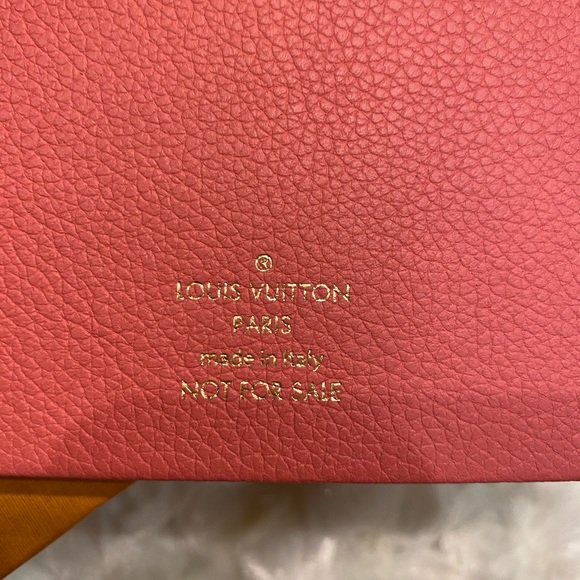 ®
LOUIS VUITTON
PARIS
made in Italy
NOT FOR SALE